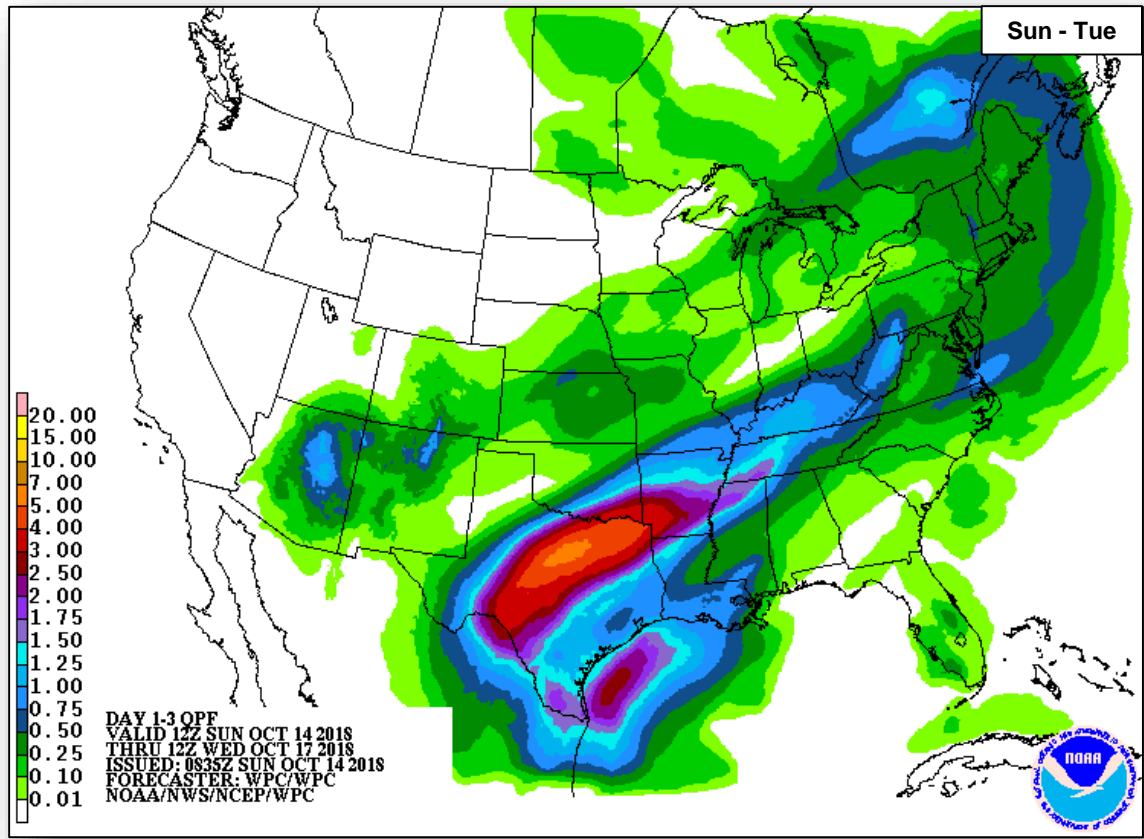 Sun - Tue
20.00
15.00
10.00
7.00
5.00
4.00
3.00
2.50
2.00
1.75
1.50
1.25
1.00
0.75
0.50
0.25
0.10
0.01
DAY 1-3 QPF
VALID 12Z SUN OCT 14 2018
THRU 12Z WED OCT 17 2018
ISSUED: 0835Z SUN OCT 14 2018
FORECASTER: WPC/WPC
NOAA/NWS/NCEP/WPC
NOAA